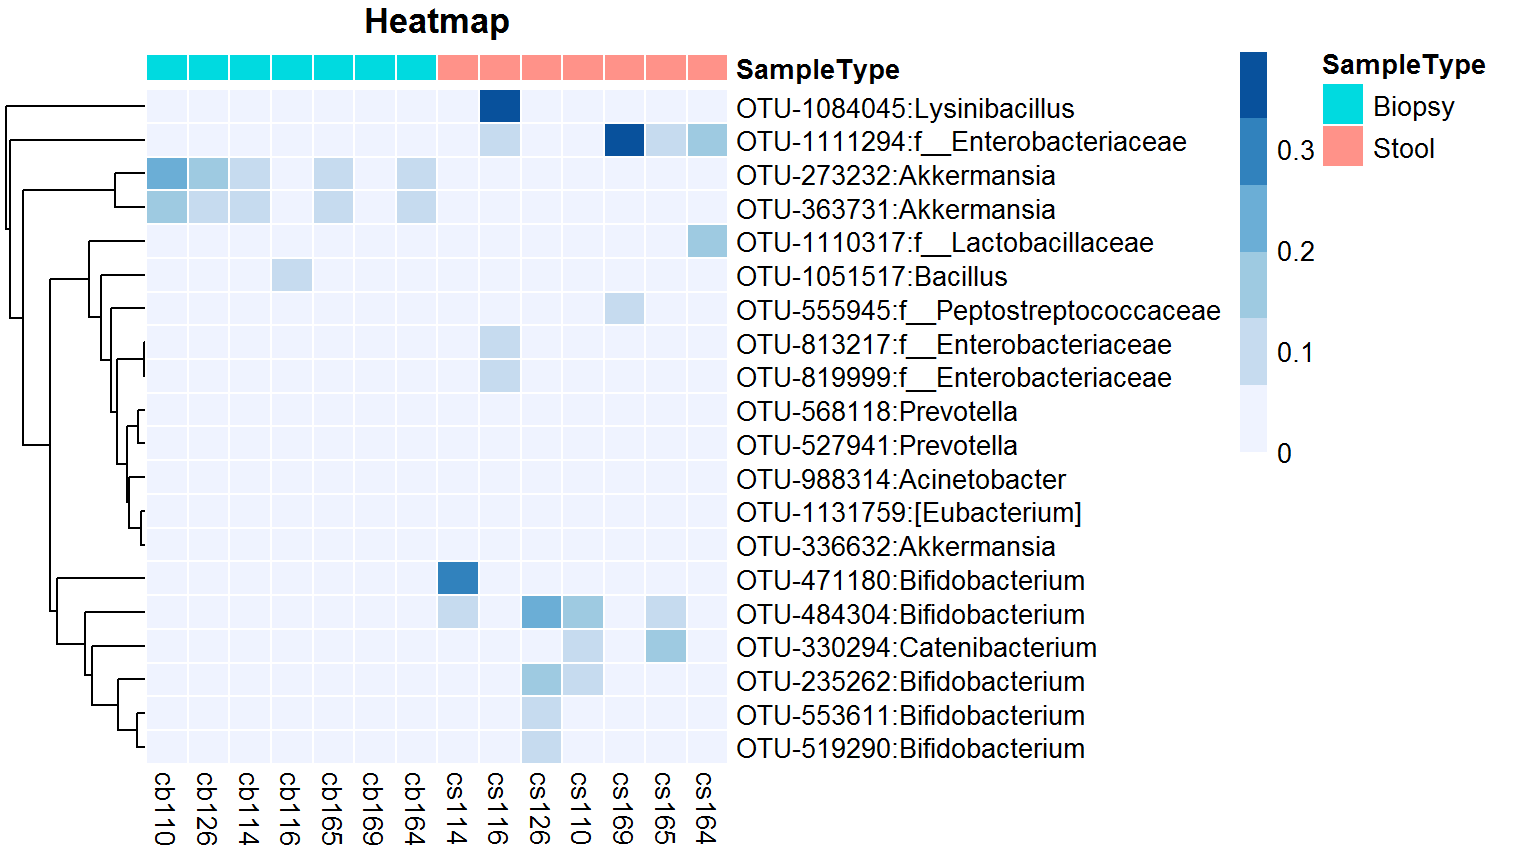 Heatmap
SampleType
OTU-1084045:Lysinibacillus
OTU-1111294:f__Enterobacteriaceae
OTU-273232:Akkermansia
OTU-363731:Akkermansia
OTU-1110317:f__Lactobacillaceae
OTU-1051517:Bacillus
OTU-555945:f__Peptostreptococcaceae
OTU-813217:f__Enterobacteriaceae
OTU-819999:f__Enterobacteriaceae
OTU-568118:Prevotella
OTU-527941:Prevotella
OTU-988314:Acinetobacter
OTU-1131759:[Eubacterium]
OTU-336632:Akkermansia
OTU-471180:Bifidobacterium
OTU-484304:Bifidobacterium
OTU-330294:Catenibacterium
OTU-235262:Bifidobacterium
OTU-553611:Bifidobacterium
OTU-519290:Bifidobacterium
cb110
cb126
cb114
cb116
cb165
cb169
cb164
cs114
cs116
cs126
cs110
cs169
cs165
cs164
0.3
0.2
0.1
0
SampleType
Biopsy
Stool